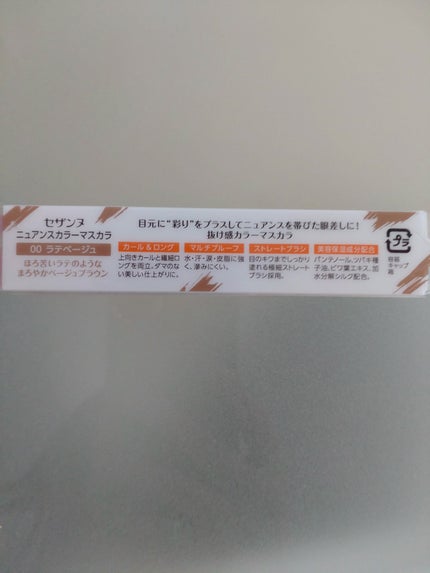 セザンヌ
ニュアンスカラーマスカラ
00 ラテベージュ
ほろ苦いラテのような
まろやかベージュブラウン
目元に"彩り"をプラスしてニュアンスを帯びた眼差しに!
抜け感カラーマスカラ
カール&ロング
上向きカールと繊細ロ
ングを両立。ダマのな
い美しい仕上がりに。
マルチプルーフ
水・汗・涙・皮脂に強
く、滲みにくい。
ストレートブラシ
目のキワまでしっかり
塗れる極細ストレート
ブラシ採用。
美容保湿成分配合
パンテノール、ツバキ種
子油、ビワ葉エキス、加
水分解シルク配合。
プラ
容器
キャップ
箱